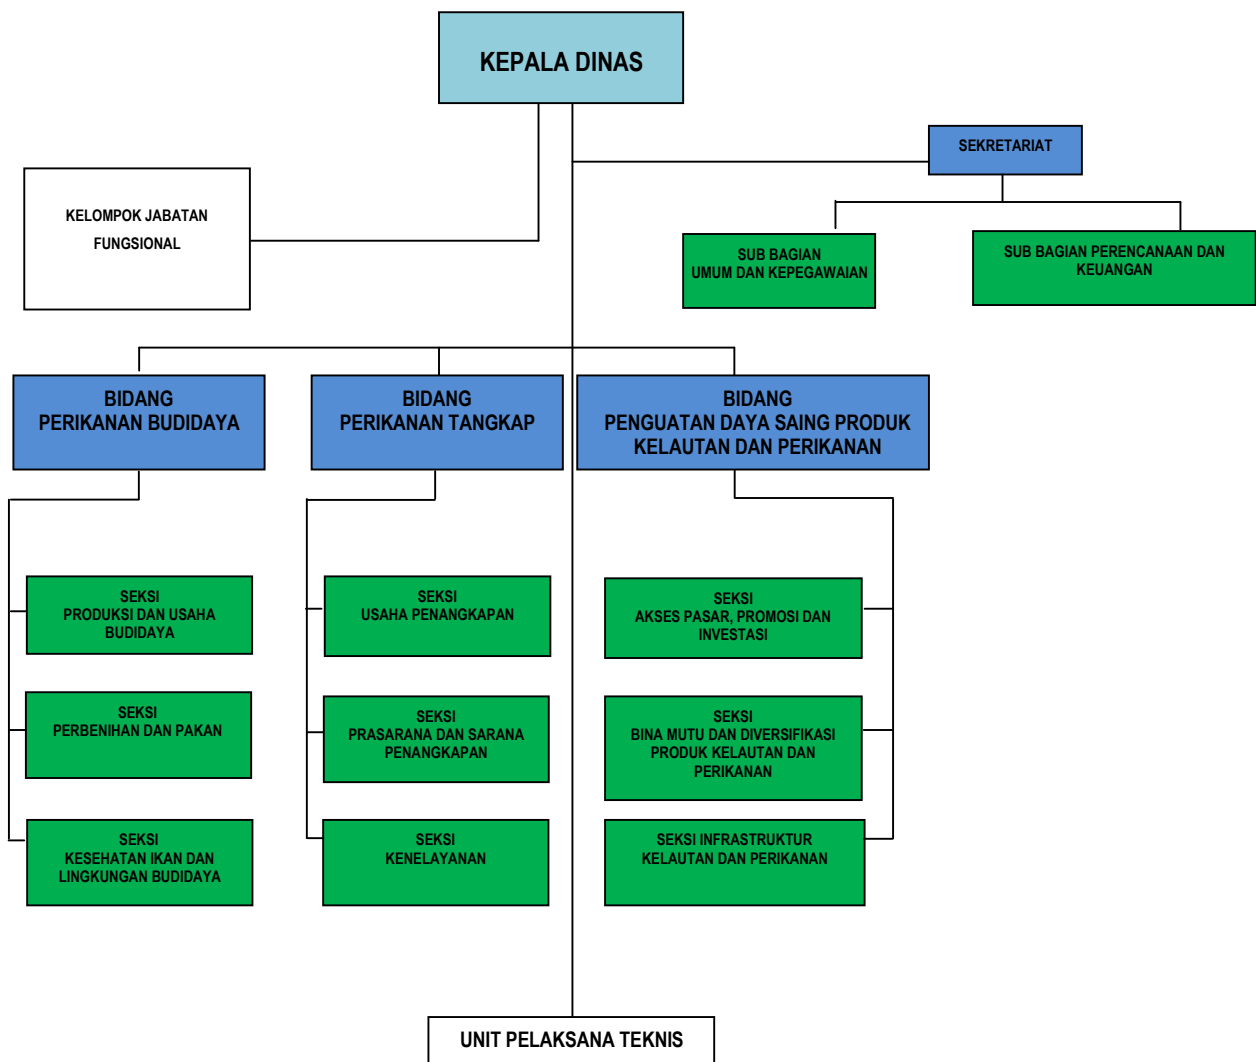 KEPALA DINAS
SEKRETARIAT
KELOMPOK JABATAN
FUNGSIONAL
SUB BAGIAN
UMUM DAN KEPEGAWAIAN
SUB BAGIAN PERENCANAAN DAN
KEUANGAN
BIDANG
PERIKANAN BUDIDAYA
BIDANG
PERIKANAN TANGKAP
BIDANG
PENGUATAN DAYA SAING PRODUK
KELAUTAN DAN PERIKANAN
SEKSI
PRODUKSI DAN USAHA
BUDIDAYA
SEKSI
USAHA PENANGKAPAN
SEKSI
AKSES PASAR, PROMOSI DAN
INVESTASI
SEKSI
PERBENIHAN DAN PAKAN
SEKSI
PRASARANA DAN SARANA
PENANGKAPAN
SEKSI
BINA MUTU DAN DIVERSIFIKASI
PRODUK KELAUTAN DAN
PERIKANAN
SEKSI
KESEHATAN IKAN DAN
LINGKUNGAN BUDIDAYA
SEKSI
KENELAYANAN
SEKSI INFRASTRUKTUR
KELAUTAN DAN PERIKANAN
UNIT PELAKSANA TEKNIS